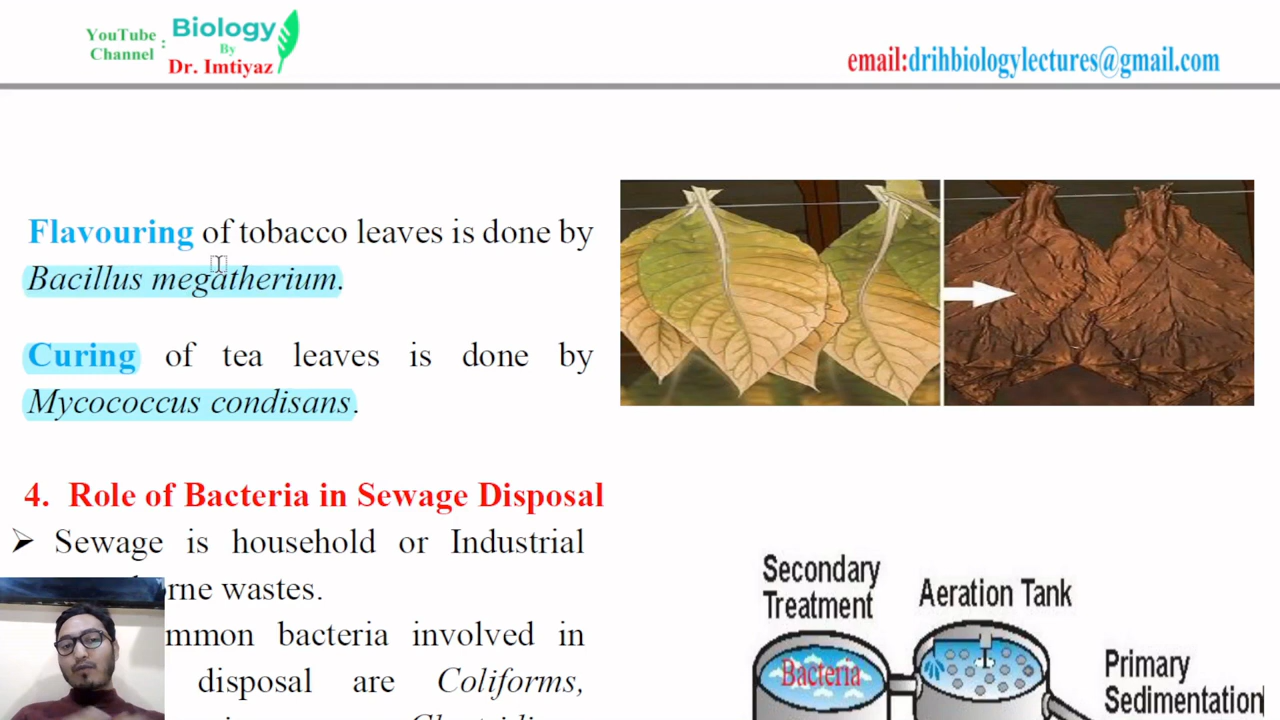 YouTube
Channel :
Biology
By
Dr. Imtiyaz
email:drihbiologylectures@gmail.com
Flavouring of tobacco leaves is done by
Bacillus megatherium.
Curing of tea leaves is done by
Mycococcus condisans.
4. Role of Bacteria in Sewage Disposal
➢ Sewage is household or Industrial
wastes.
bacteria involved in
disposal are Coliforms,
Secondary
Treatment
Aeration Tank
Bacteria
Primary
Sedimentation